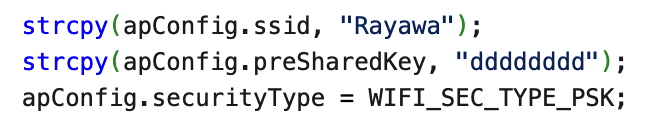 strcpy(apConfig.ssid, "Rayawa");
strcpy(apConfig.preSharedKey, "dddddddd");
apConfig.securityType = WIFI_SEC_TYPE_PSK;